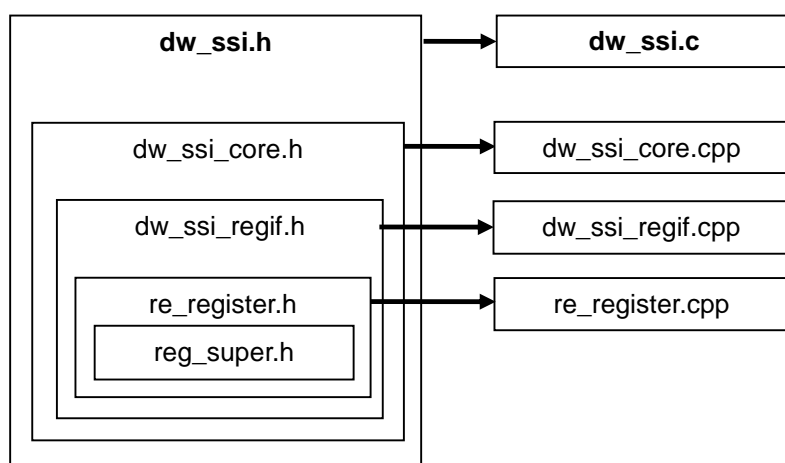 dw_ssi.h
dw_ssi.c
dw_ssi_core.h
dw_ssi_core.cpp
dw_ssi_regif.h
dw_ssi_regif.cpp
re_register.h
re_register.cpp
reg_super.h